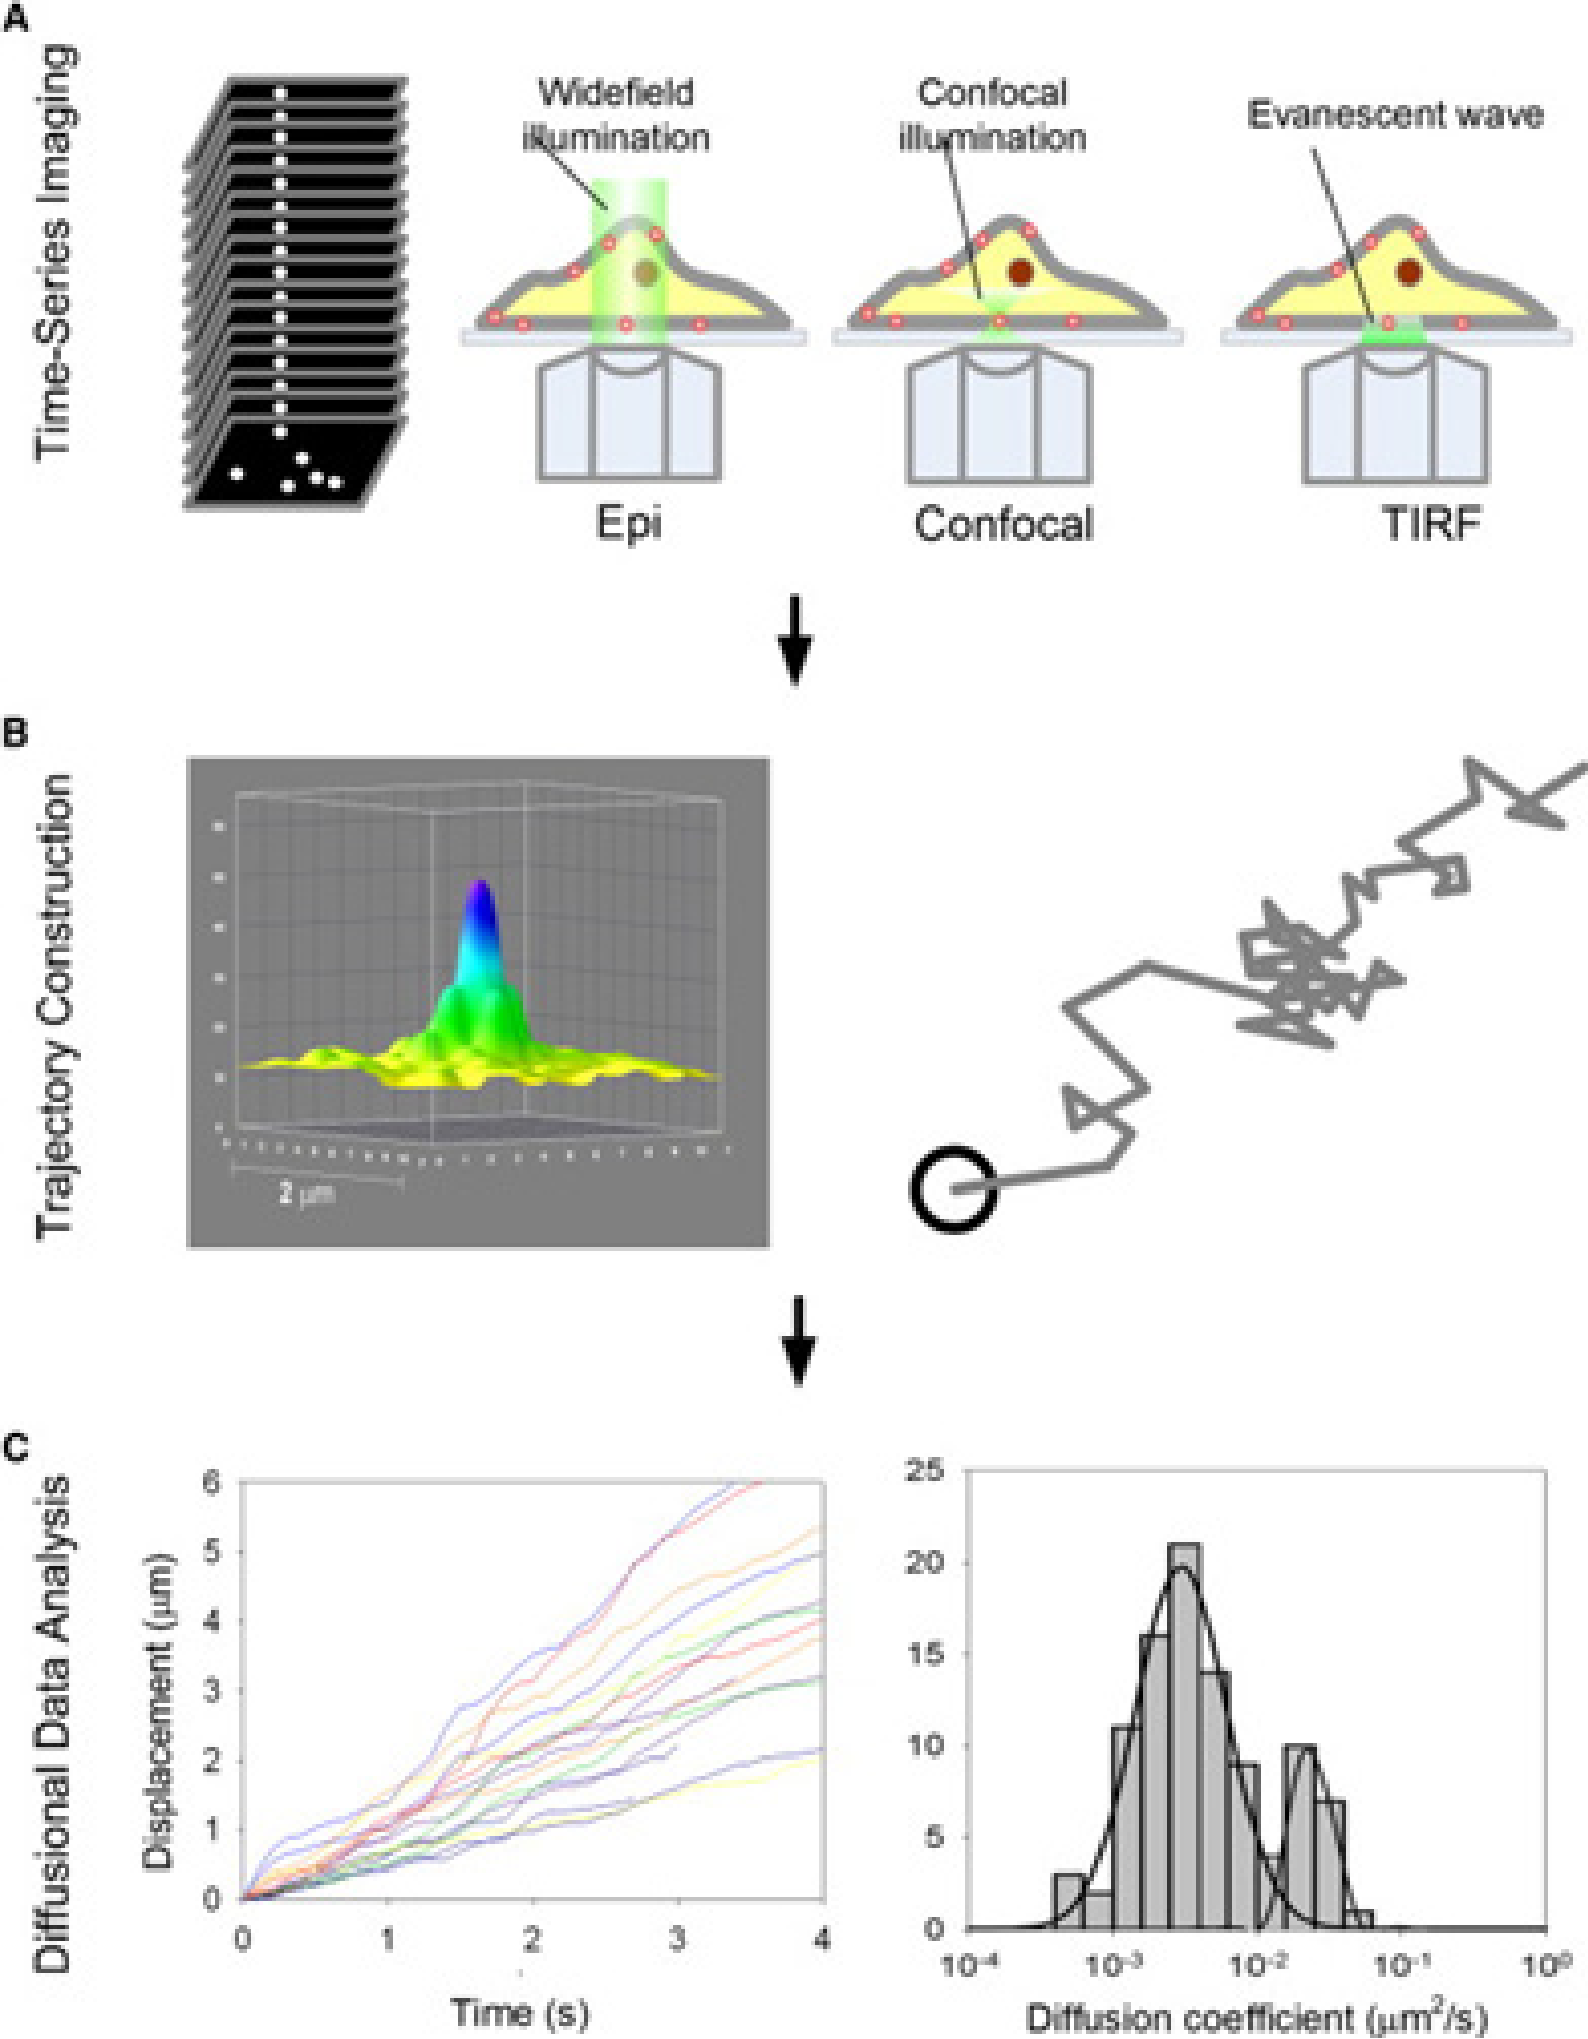 A
Time-Series Imaging
Widefield
illumination
Confocal
illumination
Evanescent wave
Epi
Confocal
TIRF
B
Trajectory Construction
2 μm
C
Diffusional Data Analysis
Displacement (μm)
6
5
4
3
2
1
0
0 1 2 3 4
Time (s)
25
20
15
10
5
0
10-4 10-3 10-2 10-1 100
Diffusion coefficient (μm2/s)